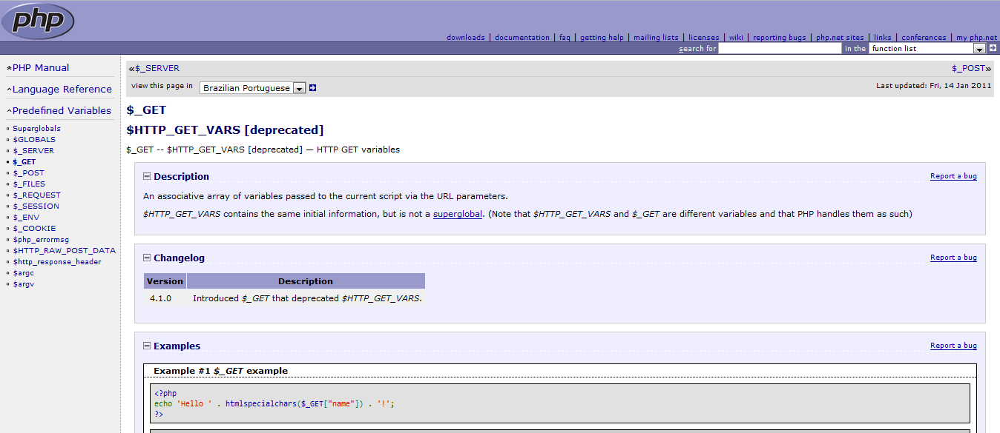 php
downloads | documentation | faq | getting help | mailing lists | licenses | wiki | reporting bugs | php.net sites | links | conferences | my php.net
search for in the function list
PHP Manual
Language Reference
Predefined Variables
Superglobals
$GLOBALS
$_SERVER
$_GET
$_POST
$_FILES
$_REQUEST
$_SESSION
$_ENV
$_COOKIE
$php_errormsg
$HTTP_RAW_POST_DATA
$http_response_header
$argc
$argv
«$_SERVER $_POST»
view this page in Brazilian Portuguese Last updated: Fri, 14 Jan 2011
$_GET
$HTTP_GET_VARS [deprecated]
$_GET -- $HTTP_GET_VARS [deprecated] — HTTP GET variables
Description Report a bug
An associative array of variables passed to the current script via the URL parameters.
$HTTP_GET_VARS contains the same initial information, but is not a superglobal. (Note that $HTTP_GET_VARS and $_GET are different variables and that PHP handles them as such)
Changelog Report a bug
Version Description
4.1.0 Introduced $_GET that deprecated $HTTP_GET_VARS.
Examples Report a bug
Example #1 $_GET example
<?php
echo 'Hello ' . htmlspecialchars($_GET["name"]) . '!';
?>